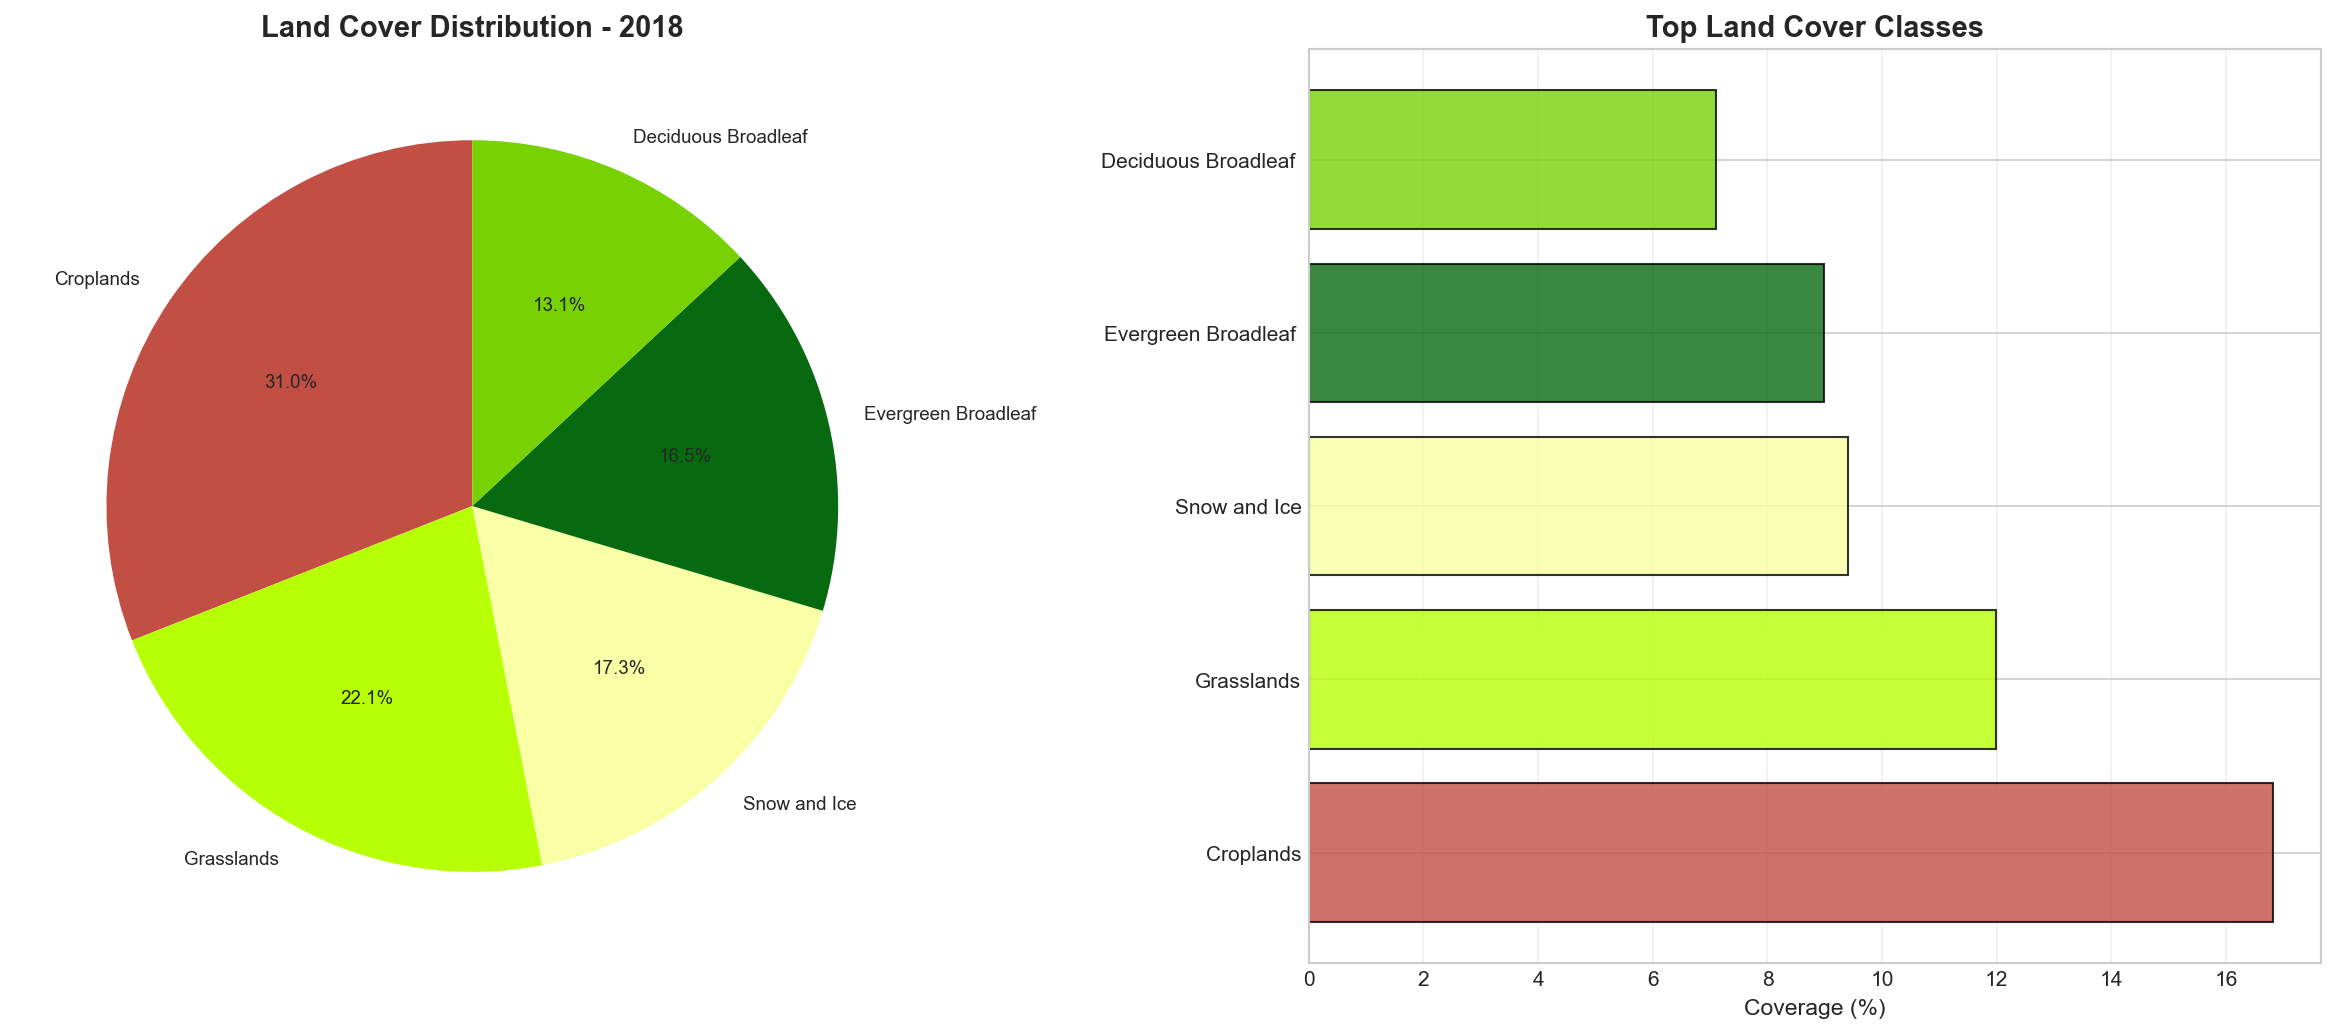 Land Cover Distribution - 2018
Deciduous Broadleaf
Croplands
13.1%
31.0%
Evergreen Broadleaf
16.5%
17.3%
22.1%
Snow and Ice
Grasslands
Top Land Cover Classes
Deciduous Broadleaf
Evergreen Broadleaf
Snow and Ice
Grasslands
Croplands
0 2 4 6 8 10 12 14 16
Coverage (%)